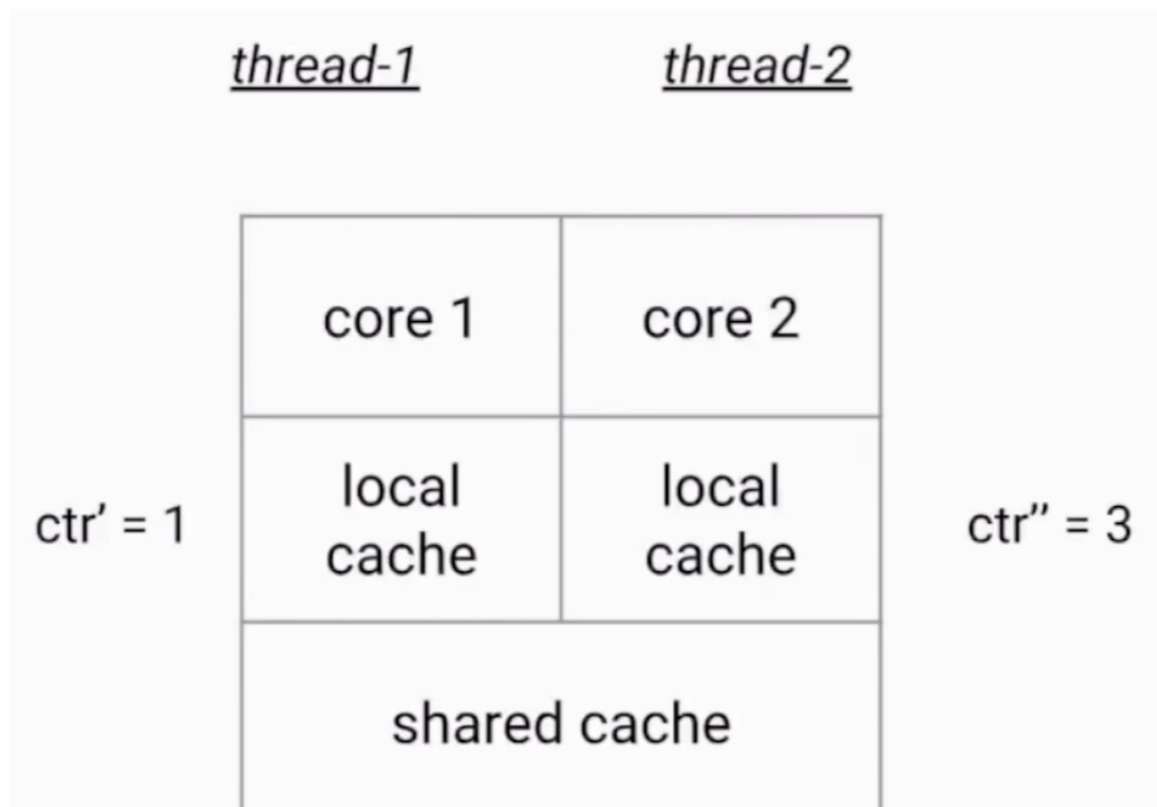 thread-1
thread-2
core 1
core 2
ctr’ = 1
local
cache
local
cache
ctr’’ = 3
shared cache